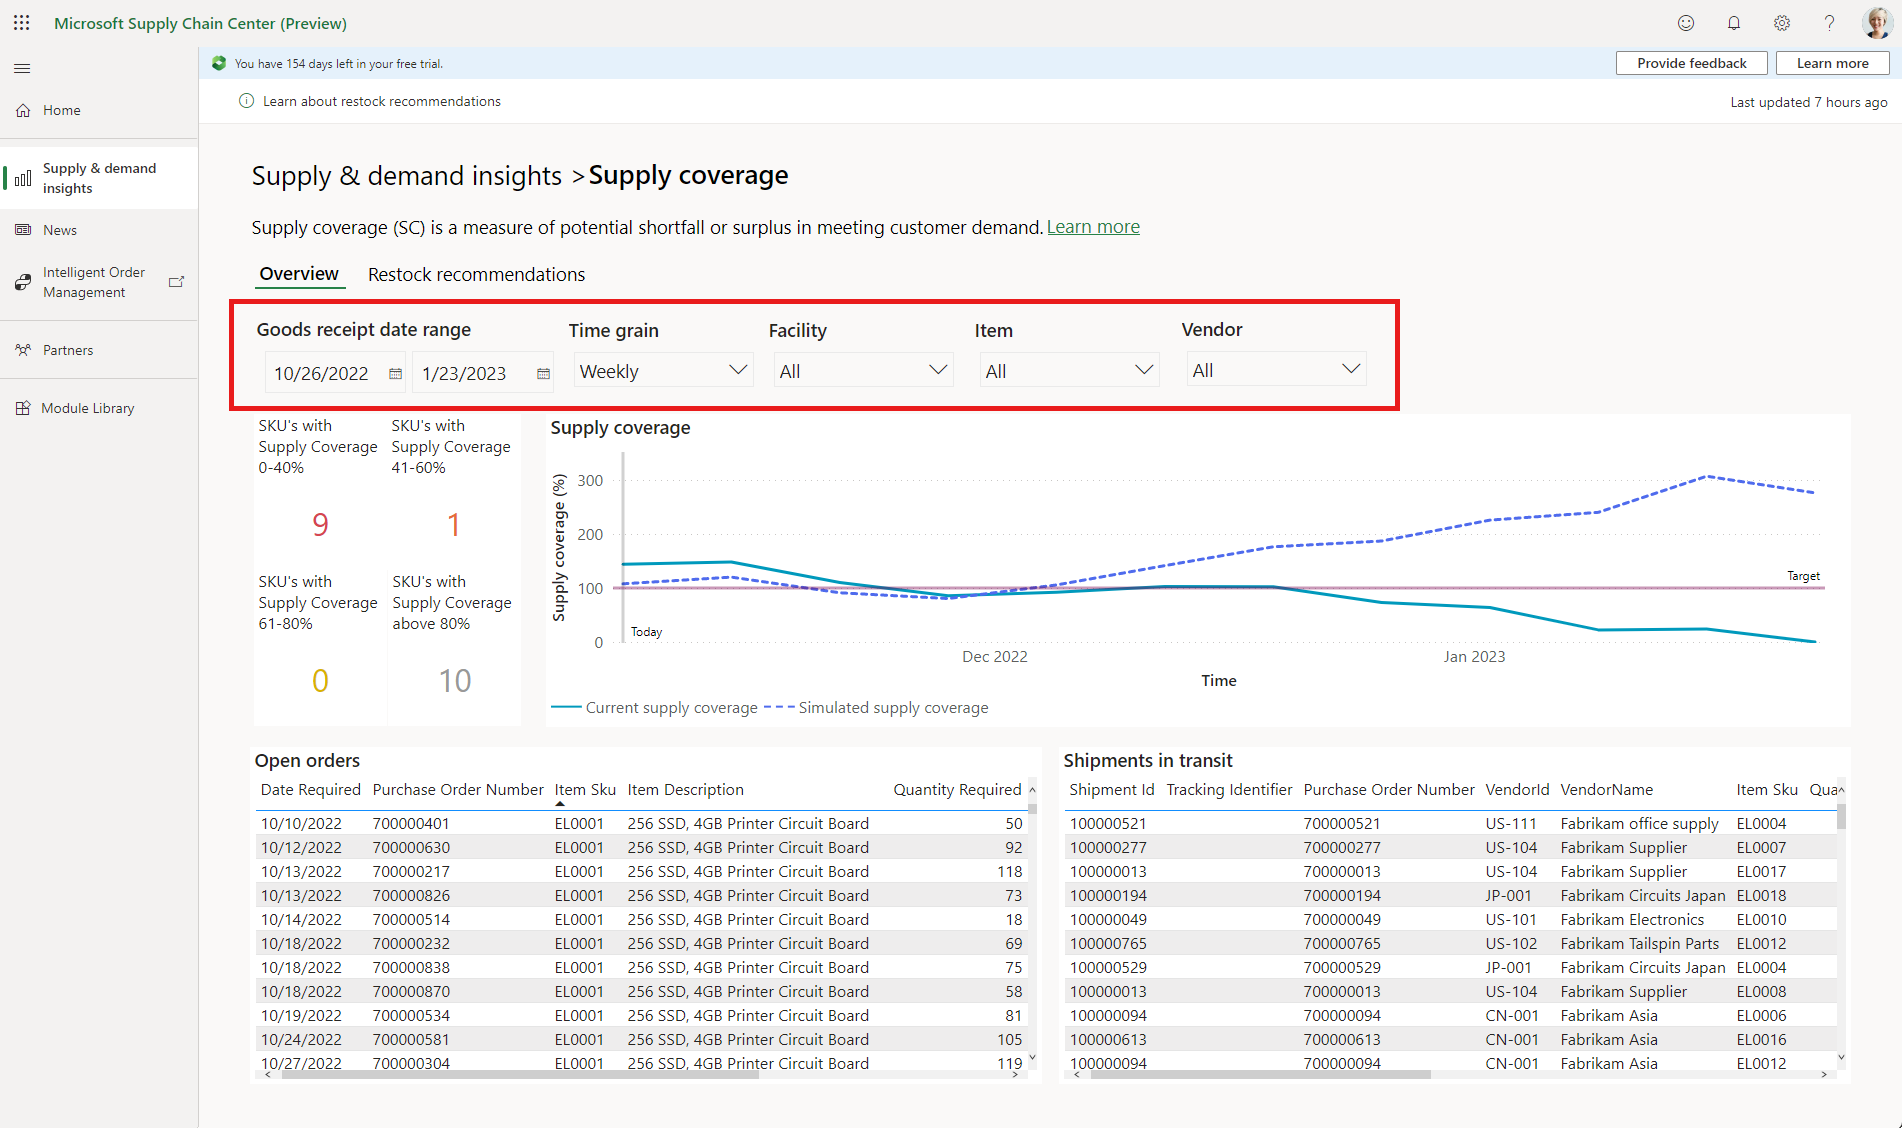 Microsoft Supply Chain Center (Preview)
You have 154 days left in your free trial.
Provide feedback
Learn more
Learn about restock recommendations
Last updated 7 hours ago
Home
Supply & demand
insights
News
Intelligent Order
Management
Partners
Module Library
Supply & demand insights >Supply coverage
Supply coverage (SC) is a measure of potential shortfall or surplus in meeting customer demand. Learn more
Overview
Restock recommendations
Goods receipt date range
Time grain
Facility
Item
Vendor
10/26/2022
1/23/2023
Weekly
All
All
All
SKU's with
Supply Coverage
0-40%
9
SKU's with
Supply Coverage
41-60%
1
SKU's with
Supply Coverage
61-80%
0
SKU's with
Supply Coverage
above 80%
10
Supply coverage
Supply coverage (%)
300
200
100
0
Target
Today
Dec 2022
Jan 2023
Time
Current supply coverage
Simulated supply coverage
Open orders
Date Required Purchase Order Number Item Sku Item Description Quantity Required
10/10/2022 700000401 EL0001 256 SSD, 4GB Printer Circuit Board 50
10/12/2022 700000630 EL0001 256 SSD, 4GB Printer Circuit Board 92
10/13/2022 700000217 EL0001 256 SSD, 4GB Printer Circuit Board 118
10/13/2022 700000826 EL0001 256 SSD, 4GB Printer Circuit Board 73
10/14/2022 700000514 EL0001 256 SSD, 4GB Printer Circuit Board 18
10/18/2022 700000232 EL0001 256 SSD, 4GB Printer Circuit Board 69
10/18/2022 700000838 EL0001 256 SSD, 4GB Printer Circuit Board 75
10/18/2022 700000870 EL0001 256 SSD, 4GB Printer Circuit Board 58
10/19/2022 700000534 EL0001 256 SSD, 4GB Printer Circuit Board 81
10/24/2022 700000581 EL0001 256 SSD, 4GB Printer Circuit Board 105
10/27/2022 700000304 EL0001 256 SSD, 4GB Printer Circuit Board 119
Shipments in transit
Shipment Id Tracking Identifier Purchase Order Number VendorId VendorName Item Sku Qua
100000521 700000521 US-111 Fabrikam office supply EL0004
100000277 700000277 US-104 Fabrikam Supplier EL0007
100000013 700000013 US-104 Fabrikam Supplier EL0017
100000194 700000194 JP-001 Fabrikam Circuits Japan EL0018
100000049 700000049 US-101 Fabrikam Electronics EL0010
100000765 700000765 US-102 Fabrikam Tailspin Parts EL0012
100000529 700000529 JP-001 Fabrikam Circuits Japan EL0004
100000013 700000013 US-104 Fabrikam Supplier EL0008
100000094 700000094 CN-001 Fabrikam Asia EL0006
100000613 700000613 CN-001 Fabrikam Asia EL0016
100000094 700000094 CN-001 Fabrikam Asia EL0012